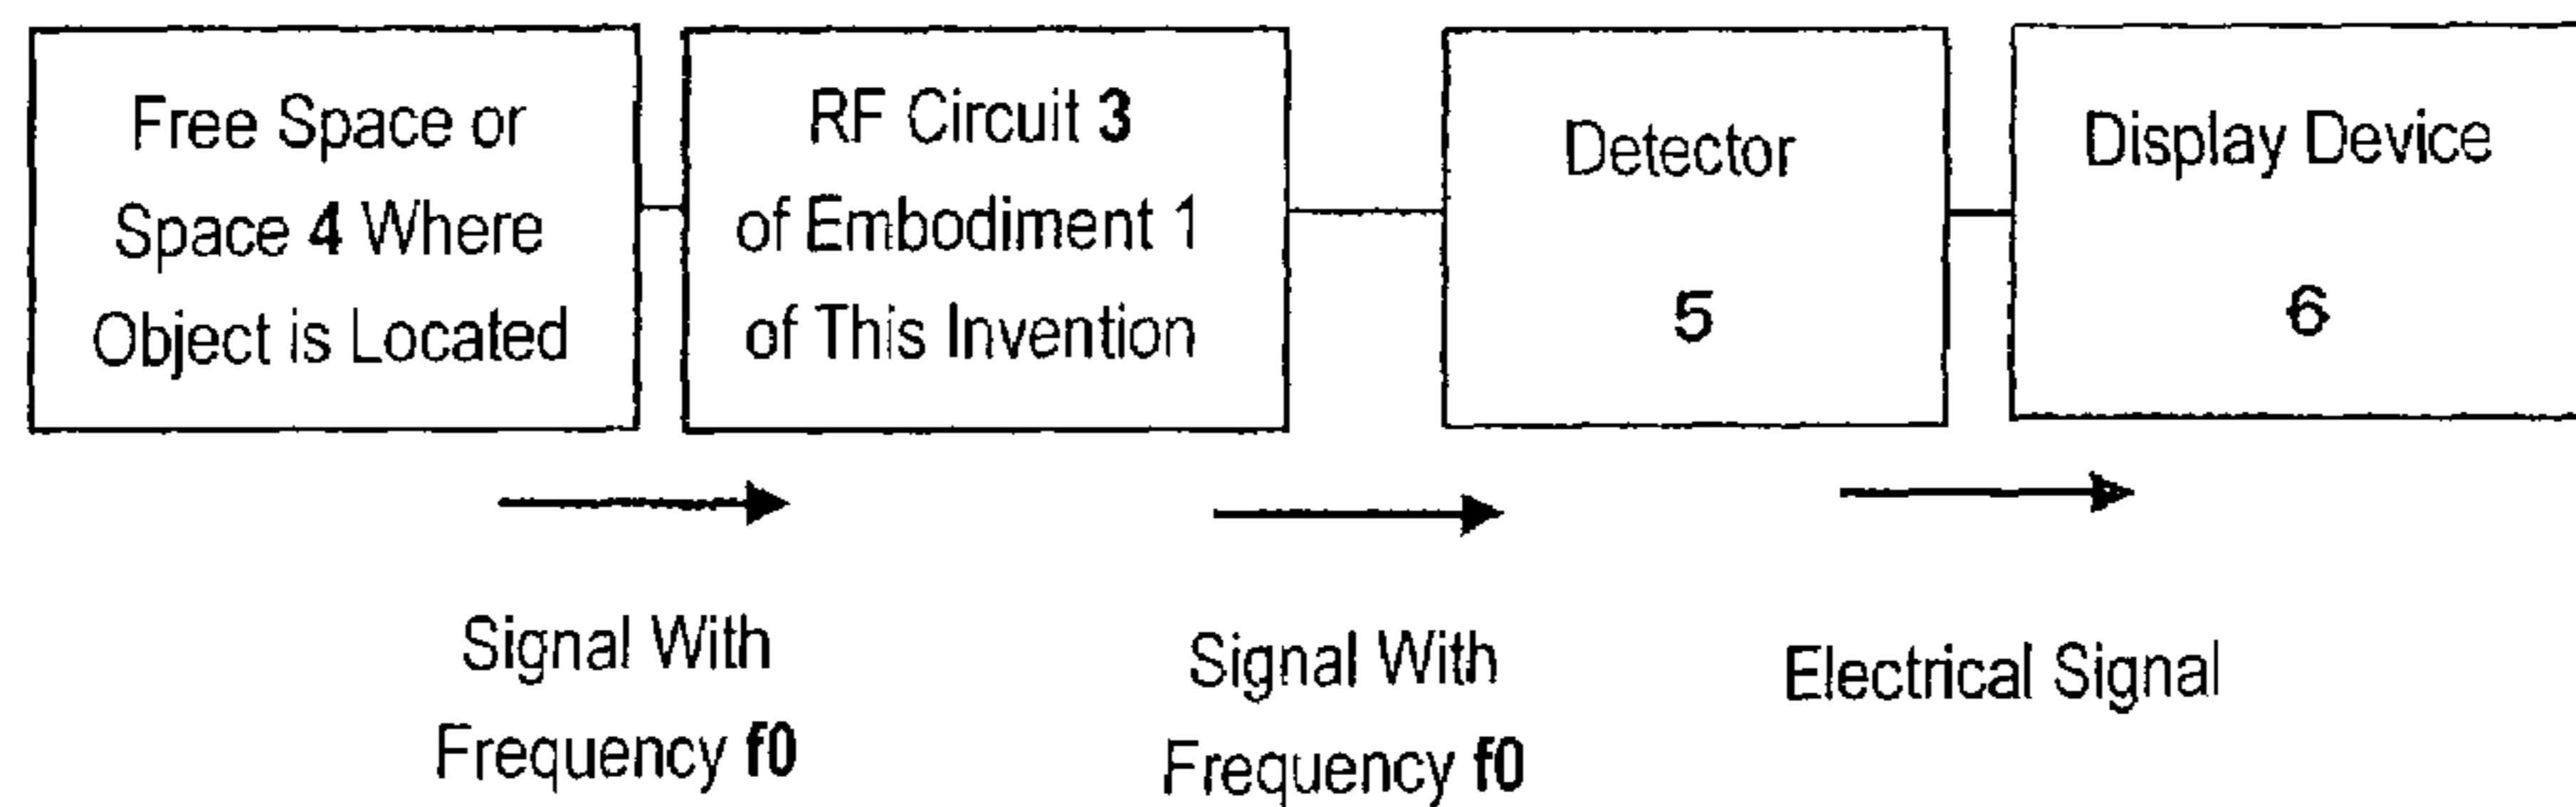 Free Space or
Space 4 Where
Object is Located
RF Circuit 3
of Embodiment 1
of This Invention
Detector
5
Display Device
6
Signal With
Frequency f0
Signal With
Frequency f0
Electrical Signal